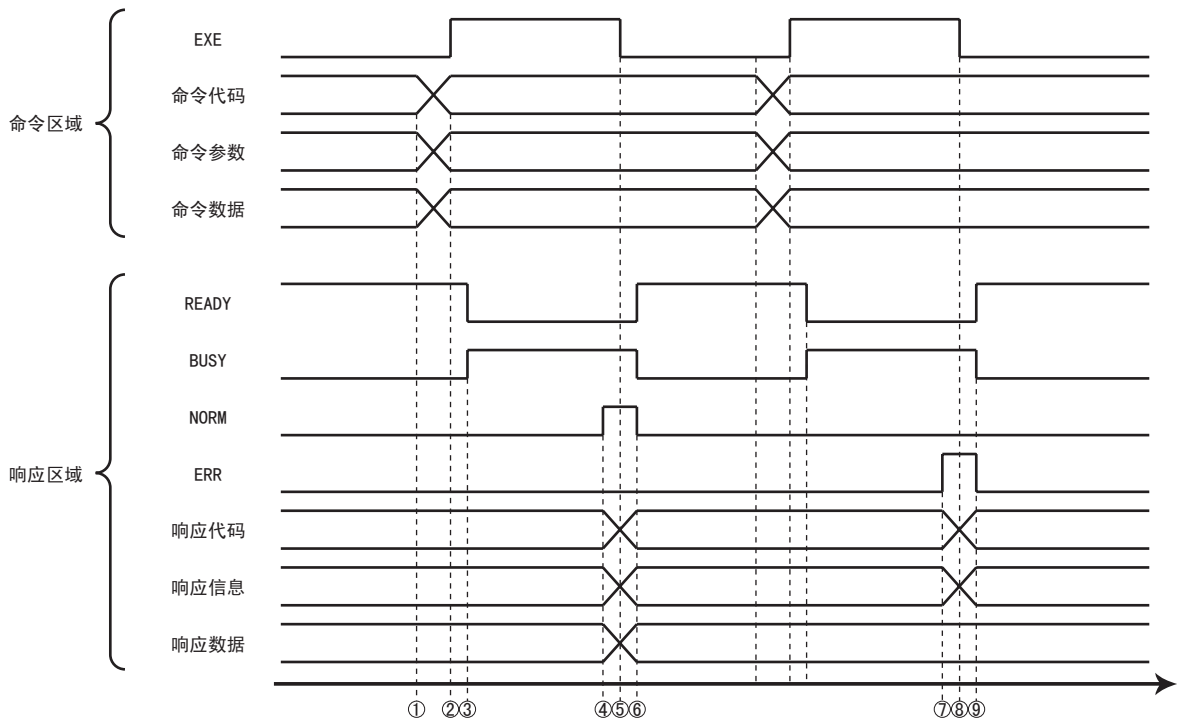 命令区域
EXE
命令代码
命令参数
命令数据
响应区域
READY
BUSY
NORM
ERR
响应代码
响应信息
响应数据
① ②③ ④⑤⑥ ⑦⑧⑨